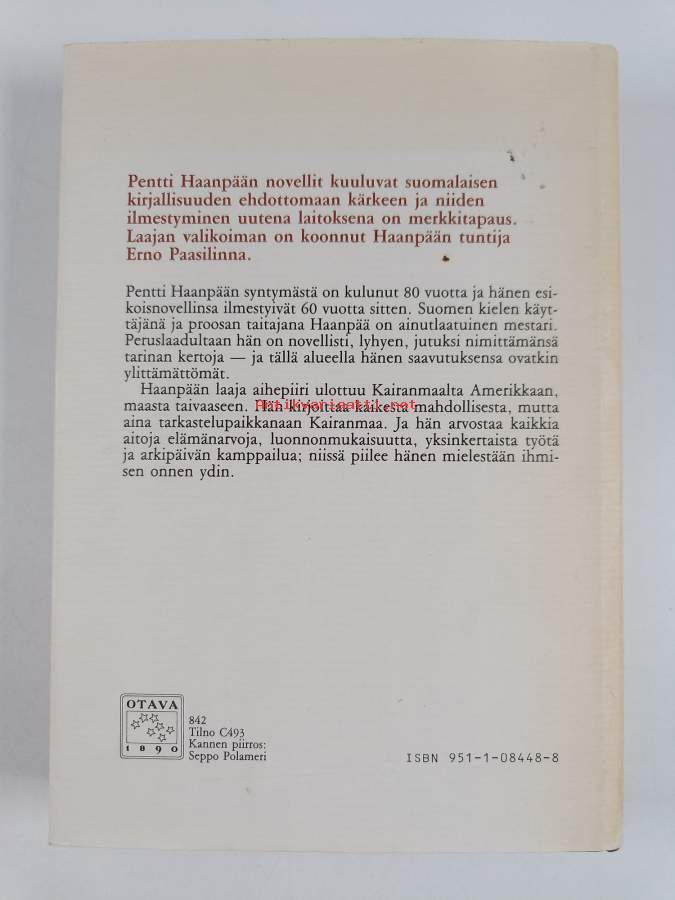 Pentti Haanpään novellit kuuluvat suomalaisen
kirjallisuuden ehdottomaan kärkeen ja niiden
ilmestyminen uutena laitoksena on merkkitapaus.
Laajan valikoiman on koonnut Haanpään tuntija
Erno Paasilinna.
Pentti Haanpään syntymästä on kulunut 80 vuotta ja hänen esi-
koisnovellinsa ilmestyivät 60 vuotta sitten. Suomen kielen käyt-
täjänä ja proosan taitajana Haanpää on ainutlaatuinen mestari.
Peruslaadultaan hän on novellisti, lyhyen, jutuksi nimittämänsä
tarinan kertoja — ja tällä alueella hänen saavutuksensa ovatkin
ylittämättömät.
Haanpään laaja aihepiiri ulottuu Kairanmaalta Amerikkaan,
maasta taivaaseen. Hän kirjoittaa kaikesta mahdollisesta, mutta
Antikvariaatit.net
aina tarkastelupaikkanaan Kairanmaa. Ja hän arvostaa kaikkia
aitoja elämänarvoja, luonnonmukaisuutta, yksinkertaista työtä
ja arkipäivän kamppailua; niissä piilee hänen mielestään ihmi-
sen onnen ydin.
OTAVA
1890
842
Tilno C493
Kannen piirros:
Seppo Polameri
ISBN 951-1-08448-8